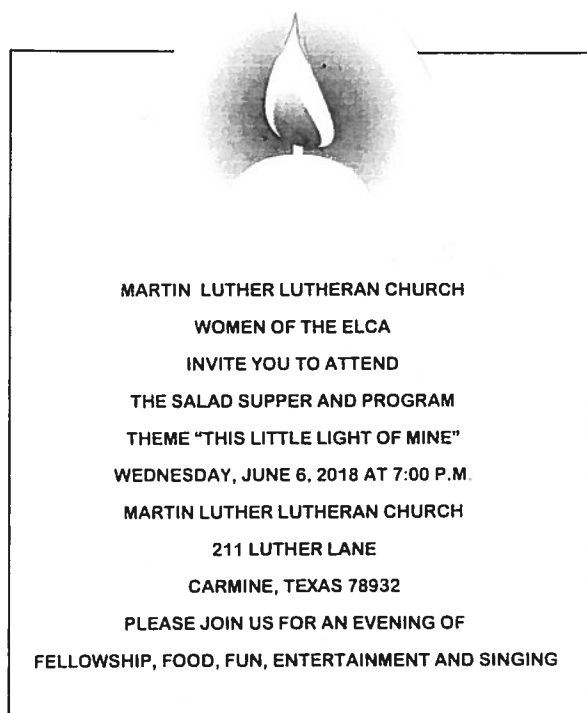 MARTIN LUTHER LUTHERAN CHURCH
WOMEN OF THE ELCA
INVITE YOU TO ATTEND
THE SALAD SUPPER AND PROGRAM
THEME “THIS LITTLE LIGHT OF MINE”
WEDNESDAY, JUNE 6, 2018 AT 7:00 P.M.
MARTIN LUTHER LUTHERAN CHURCH
211 LUTHER LANE
CARMINE, TEXAS 78932
PLEASE JOIN US FOR AN EVENING OF
FELLOWSHIP, FOOD, FUN, ENTERTAINMENT AND SINGING